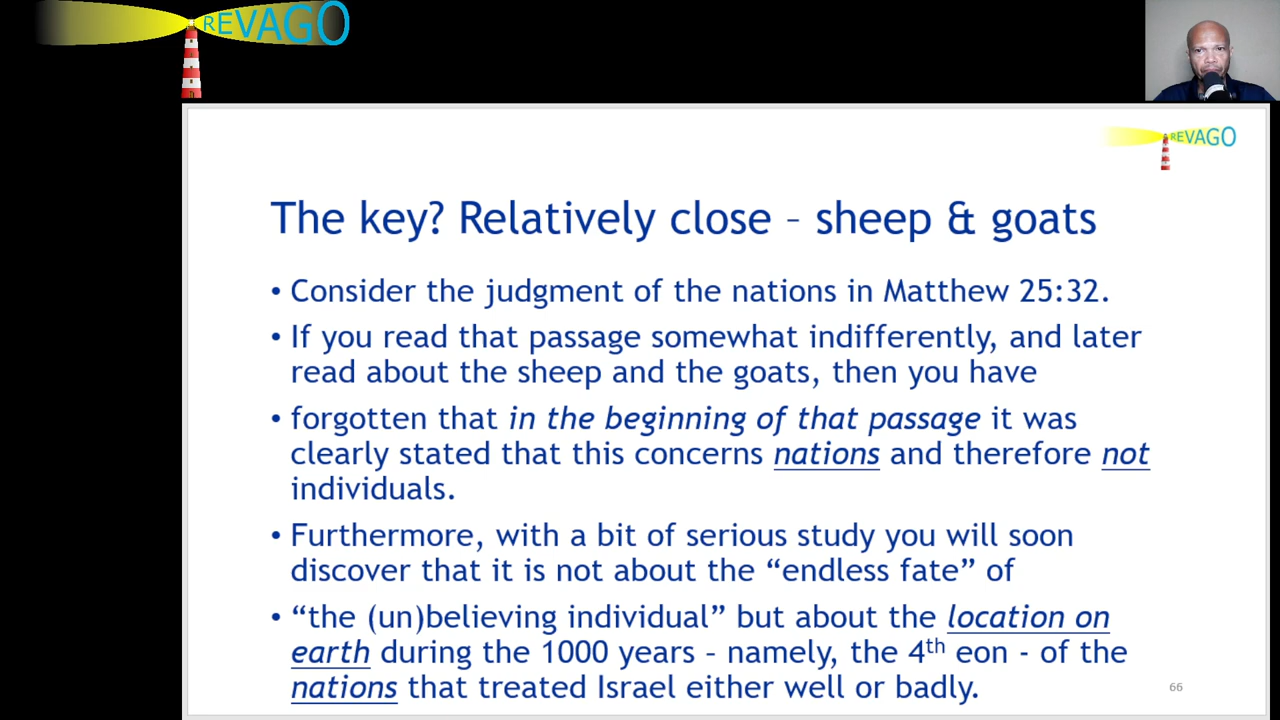 REVAGO
REVAGO
The key? Relatively close – sheep & goats
• Consider the judgment of the nations in Matthew 25:32.
• If you read that passage somewhat indifferently, and later
read about the sheep and the goats, then you have
• forgotten that in the beginning of that passage it was
clearly stated that this concerns nations and therefore not
individuals.
• Furthermore, with a bit of serious study you will soon
discover that it is not about the “endless fate” of
• “the (un)believing individual” but about the location on
earth during the 1000 years – namely, the 4th eon - of the
nations that treated Israel either well or badly.
66